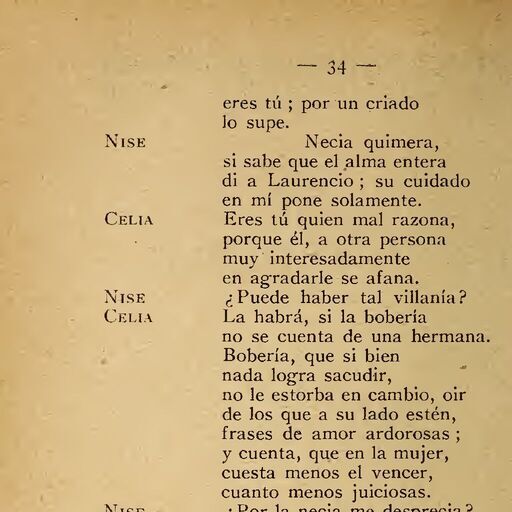 — 34 —
eres tú ; por un criado
lo supe.
NISE Necia quimera,
si sabe que el alma entera
di a Laurencio ; su cuidado
en mí pone solamente.
CELIA Eres tú quien mal razona,
porque él, a otra persona
muy interesadamente
en agradarle se afana.
NISE ¿Puede haber tal villanía?
CELIA La habrá, si la bobería
no se cuenta de una hermana.
Bobería, que si bien
nada logra sacudir,
no le estorba en cambio, oir
de los que a su lado estén,
frases de amor ardorosas ;
y cuenta, que en la mujer,
cuesta menos el vencer,
cuanto menos juiciosas.
NISE ¿Por la necia me desprecia?